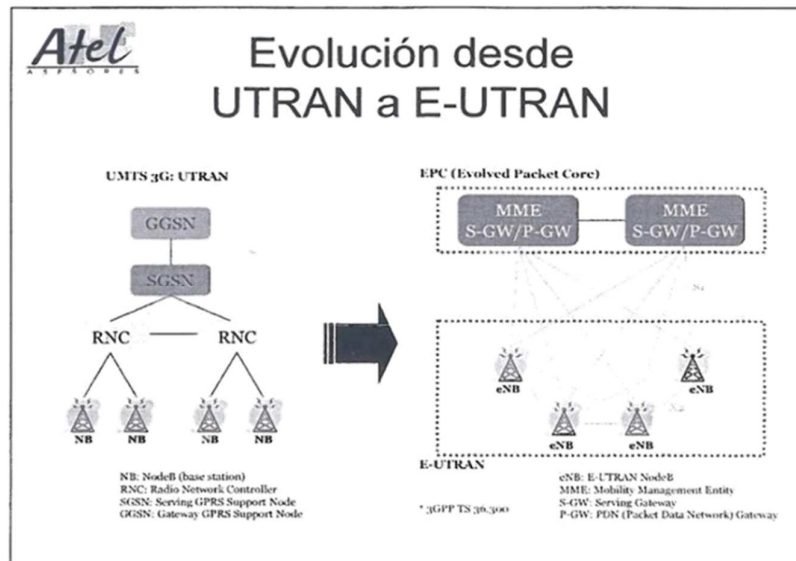 Atel
ASESORES
Evolución desde
UTRAN a E-UTRAN
UMTS 3G: UTRAN
GGSN
SGSN
RNC
RNC
NB
NB
NB
NB
NB: NodeB (base station)
RNC: Radio Network Controller
SGSN: Serving GPRS Support Node
GGSN: Gateway GPRS Support Node
EPC (Evolved Packet Core)
MME
S-GW/P-GW
MME
S-GW/P-GW
S1
eNB
eNB
X2
eNB
eNB
E-UTRAN
* 3GPP TS 36.300
eNB: E-UTRAN NodeB
MME: Mobility Management Entity
S-GW: Serving Gateway
P-GW: PDN (Packet Data Network) Gateway